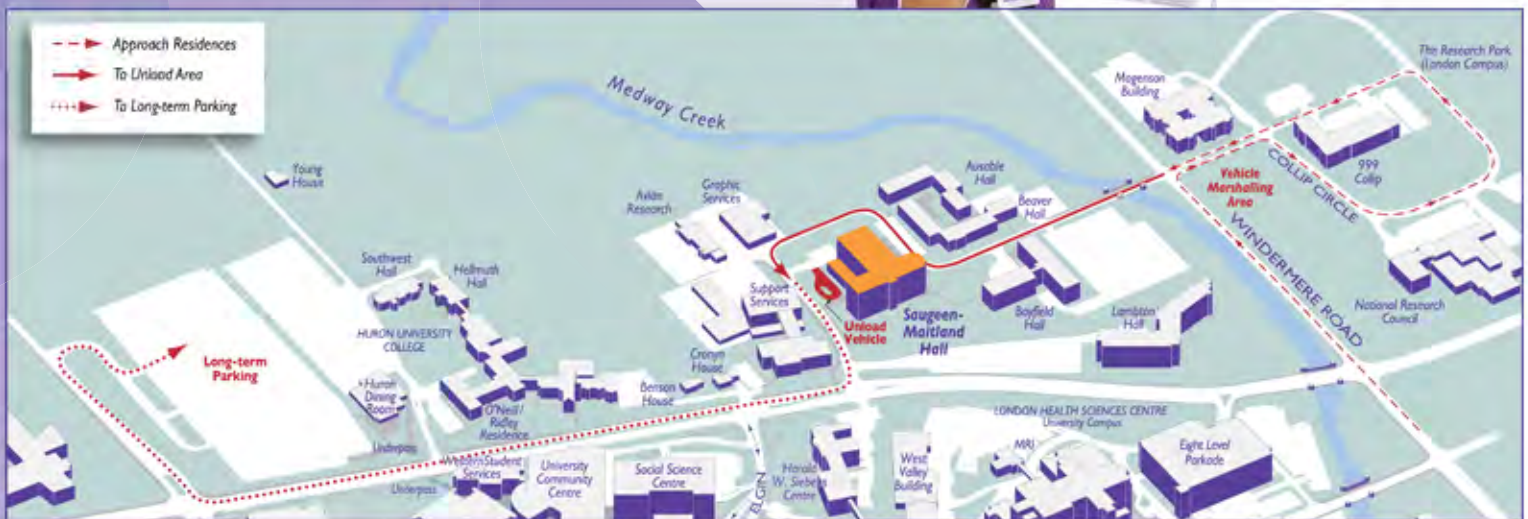 Approach Residences
To Unload Area
To Long-term Parking
Medway Creek
The Research Park
(London Campus)
Mogenson
Building
999
Collip
COLLIP CIRCLE
Vehicle
Marshalling
Area
WINDERMERE ROAD
National Research
Council
Young
House
Graphic
Services
Avian
Research
Ausable
Hall
Beaver
Hall
Southwest
Hall
Hellmuth
Hall
Support
Services
Unload
Vehicle
Saugeen-
Maitland
Hall
Bayfield
Hall
Lambton
Hall
HURON UNIVERSITY
COLLEGE
Long-term
Parking
Huron
Dining
Room
Cronyn
House
Benson
House
O'Neill/
Ridley
Residence
LONDON HEALTH SCIENCES CENTRE
University Campus
Underpass
Underpass
Western Student
Services
University
Community
Centre
Social Science
Centre
ELGIN
Harold
W. Siebens
Centre
West
Valley
Building
MRI
Eight Level
Parkade